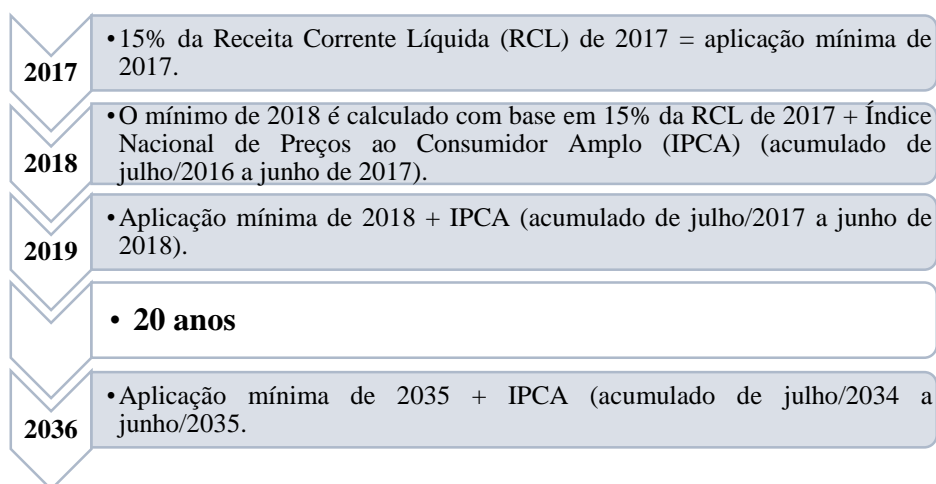 2017
•15% da Receita Corrente Líquida (RCL) de 2017 = aplicação mínima de
2017.
2018
•O mínimo de 2018 é calculado com base em 15% da RCL de 2017 + Índice
Nacional de Preços ao Consumidor Amplo (IPCA) (acumulado de
julho/2016 a junho de 2017).
2019
•Aplicação mínima de 2018 + IPCA (acumulado de julho/2017 a junho de
2018).
• 20 anos
2036
•Aplicação mínima de 2035 + IPCA (acumulado de julho/2034 a
junho/2035.